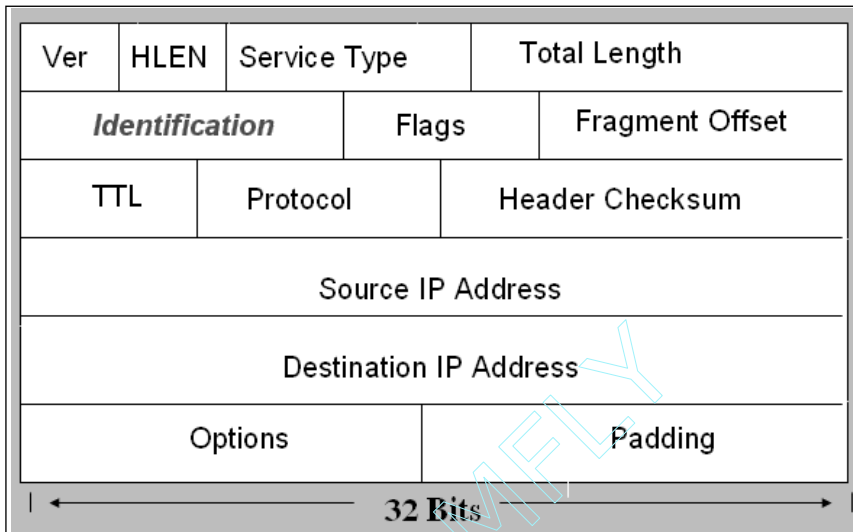 Ver HLEN Service Type Total Length
Identification Flags Fragment Offset
TTL Protocol Header Checksum
Source IP Address
Destination IP Address
Options Padding
32 Bits
MFLY